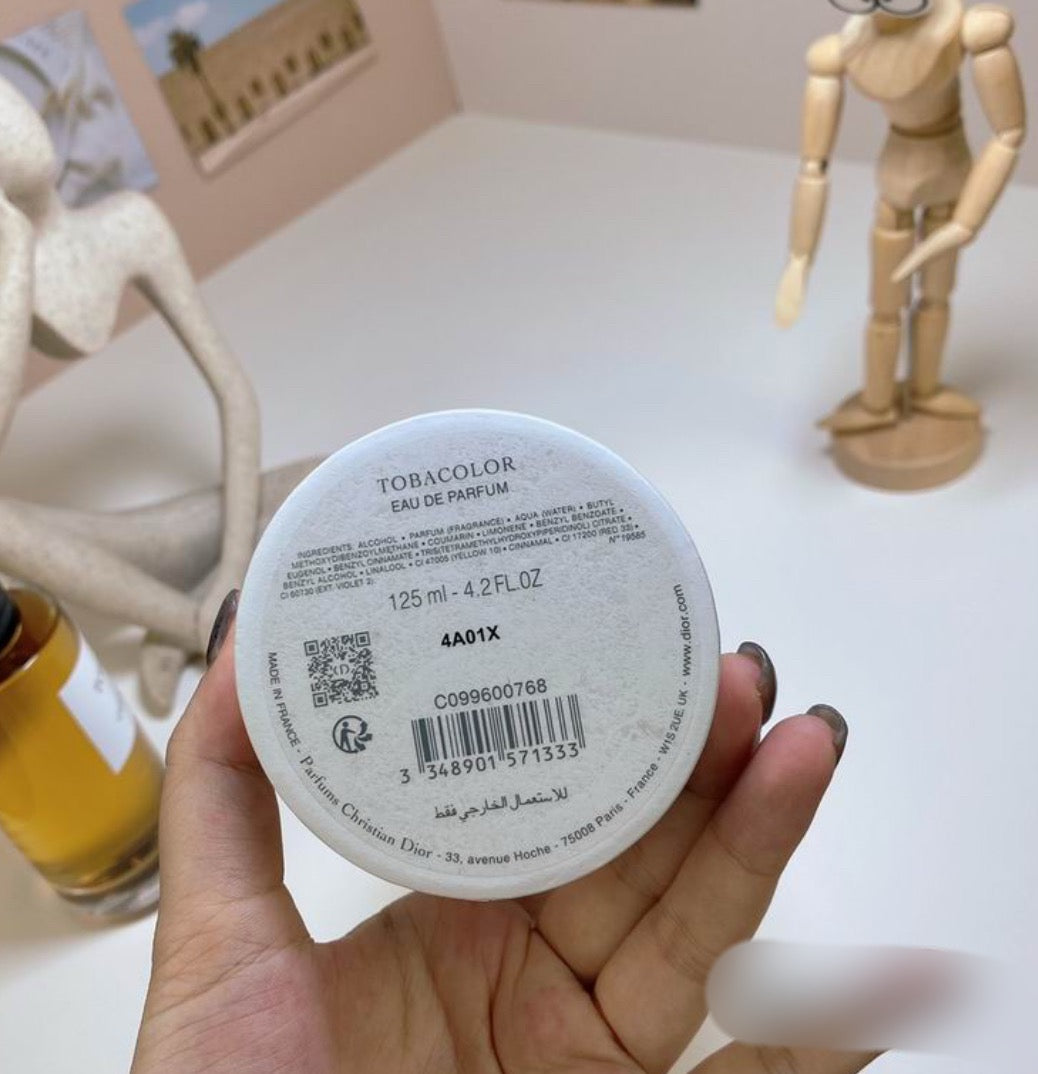 TOBACOLOR
EAU DE PARFUM
INGREDIENTS: ALCOHOL • PARFUM (FRAGRANCE) • AQUA (WATER) • BUTYL
METHOXYDIBENZOYLMETHANE • COUMARIN • LIMONENE • BENZYL BENZOATE •
EUGENOL • BENZYL CINNAMATE • TRIS(TETRAMETHYLHYDROXYPIPERIDINOL) CITRATE •
BENZYL ALCOHOL • LINALOOL • CI 47005 (YELLOW 10) • CINNAMAL • CI 17200 (RED 33) •
CI 60730 (EXT. VIOLET 2).
N° 19585
125 ml - 4.2 FL.OZ
4A01X
C099600768
3 348901 571333
للاستعمال الخارجي فقط
MADE IN FRANCE - Parfums Christian Dior - 33, avenue Hoche - 75008 Paris - France - W1S 2UE. UK - www.dior.com